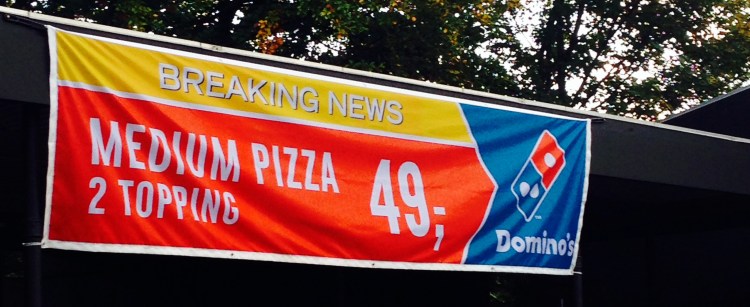 BREAKING NEWS
MEDIUM PIZZA
2 TOPPING
49;
Domino's